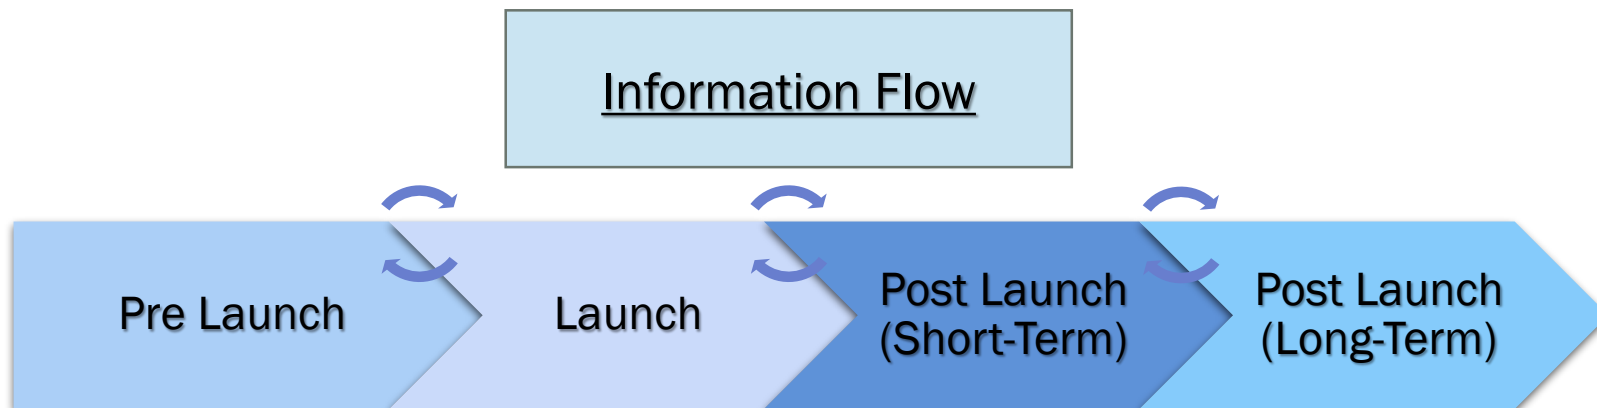 Information Flow
Pre Launch
Launch
Post Launch
(Short-Term)
Post Launch
(Long-Term)